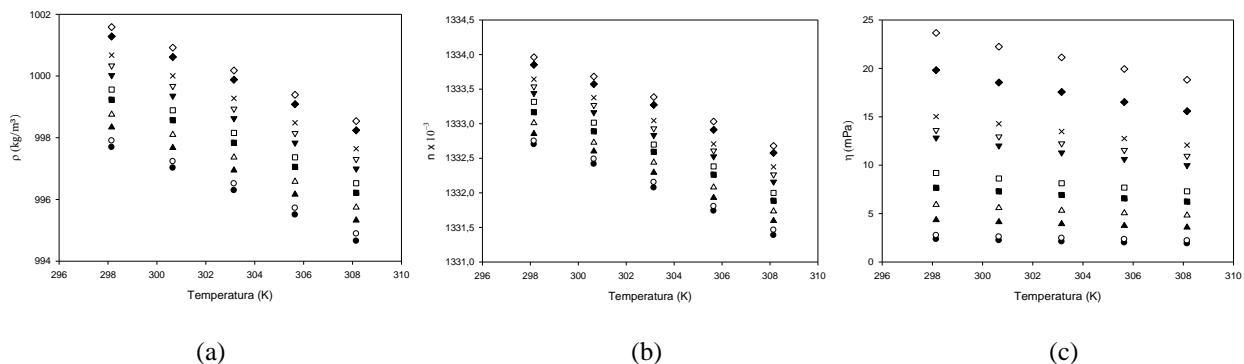 1002
1000
998
996
994
ρ (kg/m³)
296 298 300 302 304 306 308 310
Temperatura (K)
(a)
1334,5
1334,0
1333,5
1333,0
1332,5
1332,0
1331,5
1331,0
n x 10⁻³
296 298 300 302 304 306 308 310
Temperatura (K)
(b)
25
20
15
10
5
0
η (mPa)
296 298 300 302 304 306 308 310
Temperatura (K)
(c)